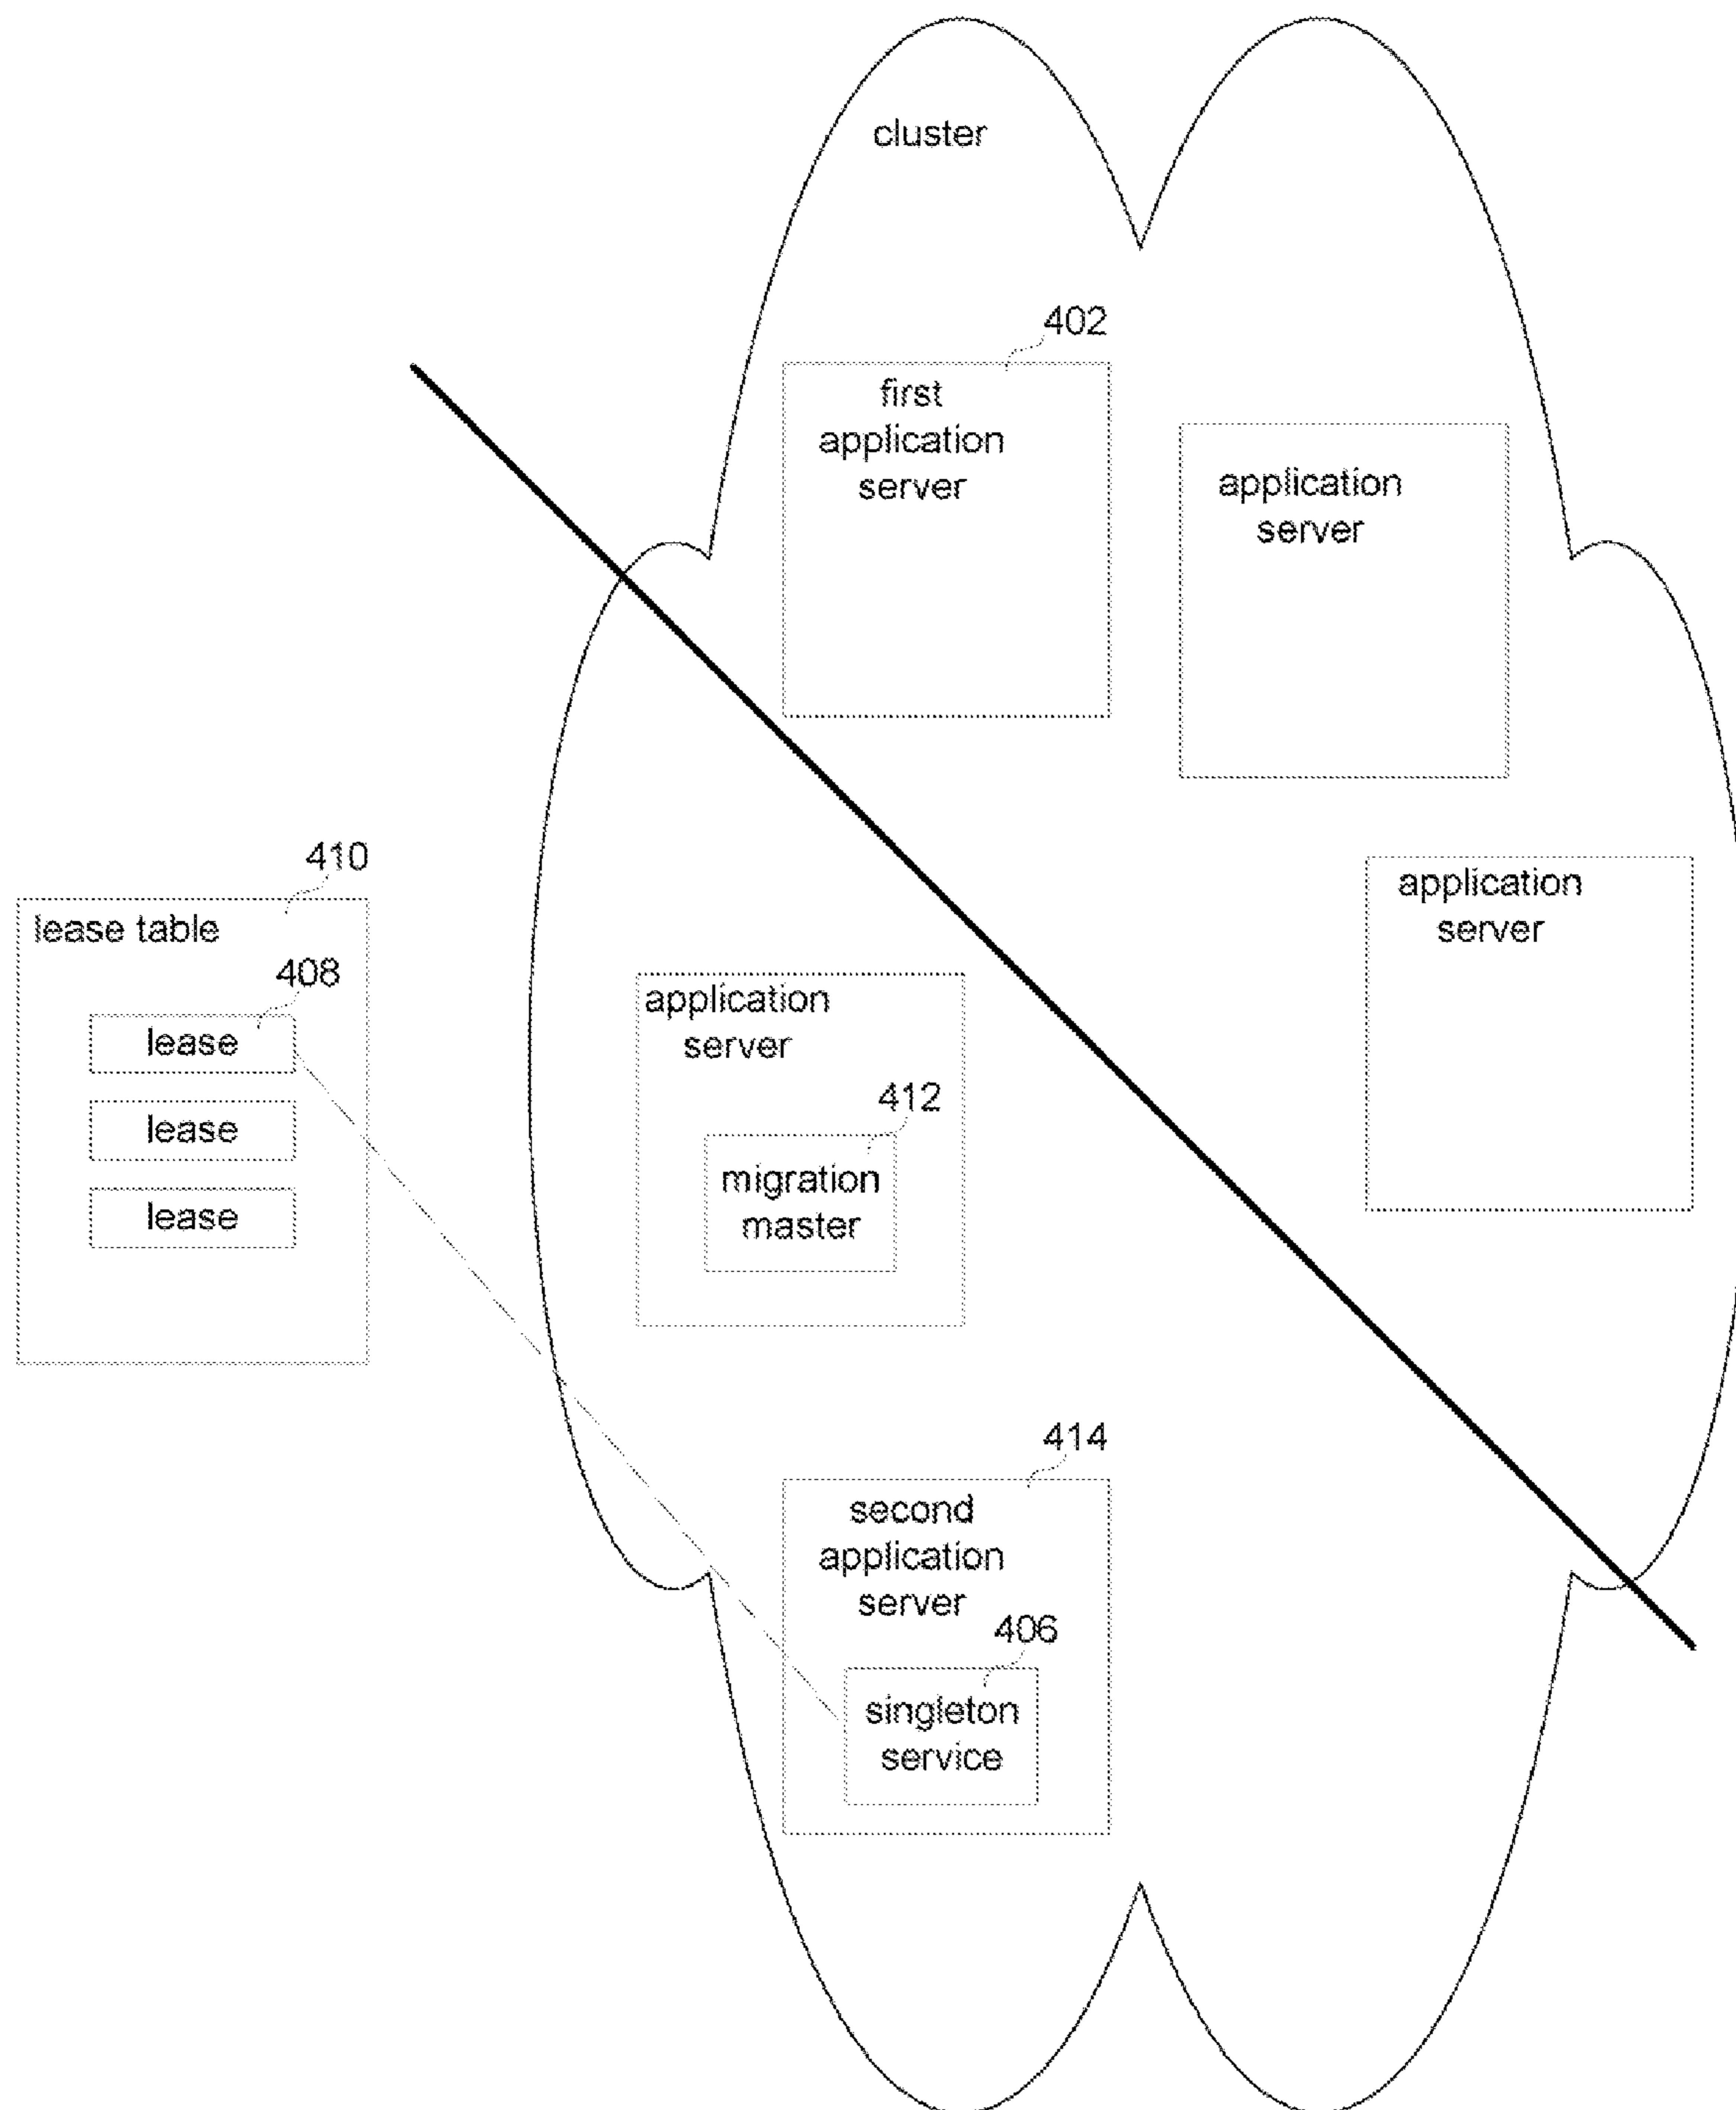 cluster
402
first
application
server
application
server
410
lease table
408
lease
lease
lease
application
server
application
server
412
migration
master
414
second
application
server
406
singleton
service